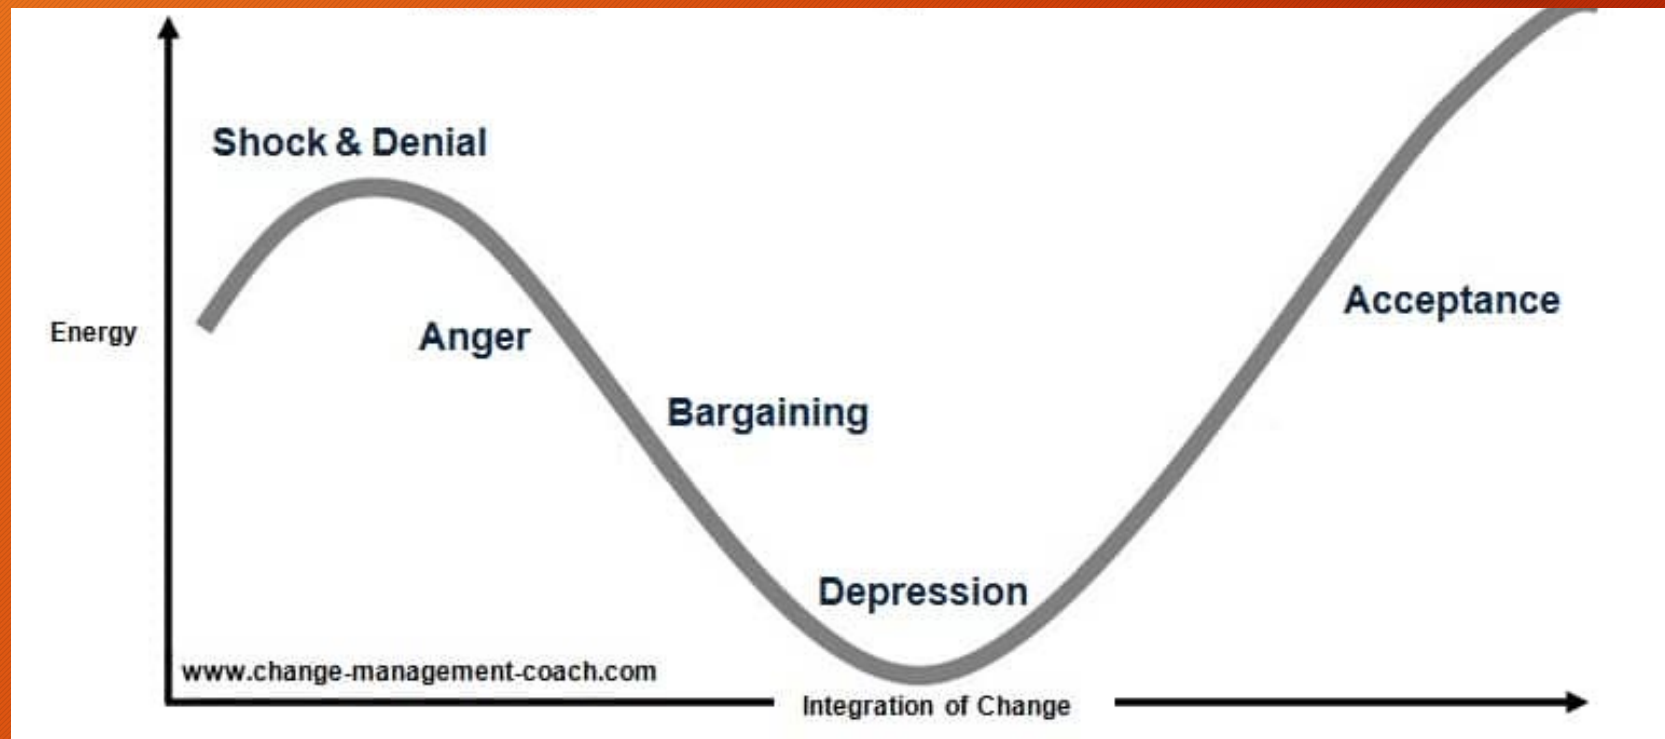 Shock & Denial
Energy
Anger
Acceptance
Bargaining
Depression
www.change-management-coach.com
Integration of Change